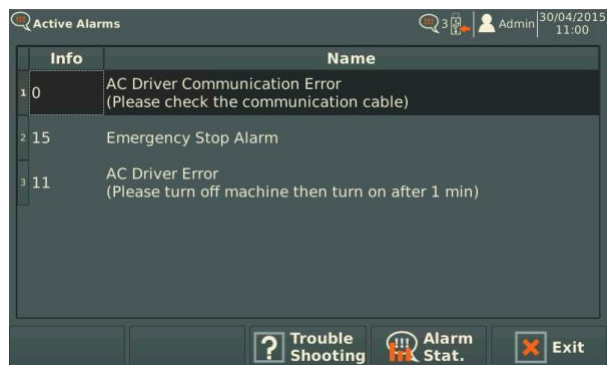 Active Alarms
3
Admin
30/04/2015
11:00
Info Name
1 0 AC Driver Communication Error
(Please check the communication cable)
2 15 Emergency Stop Alarm
3 11 AC Driver Error
(Please turn off machine then turn on after 1 min)
? Trouble
Shooting
Alarm
Stat.
Exit